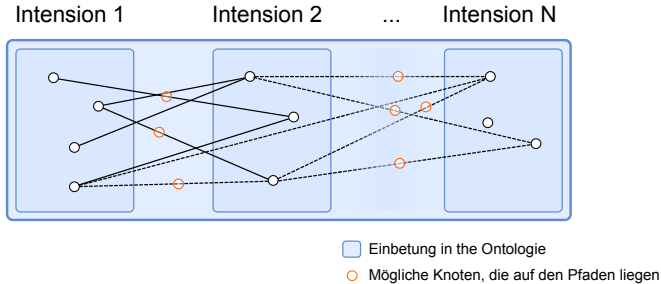 Intension 1 Intension 2 ... Intension N
Einbetung in the Ontologie
Mögliche Knoten, die auf den Pfaden liegen